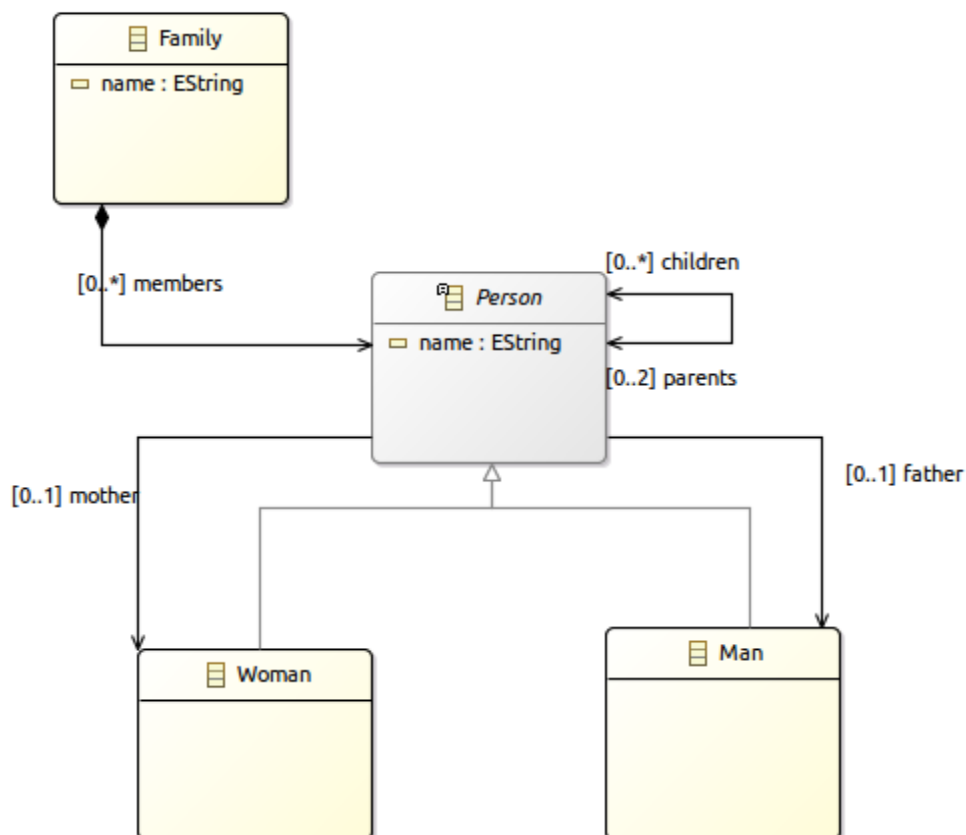 Family
name : EString
[0..*] members
[0..*] children
Person
name : EString
[0..2] parents
[0..1] mother
[0..1] father
Woman
Man